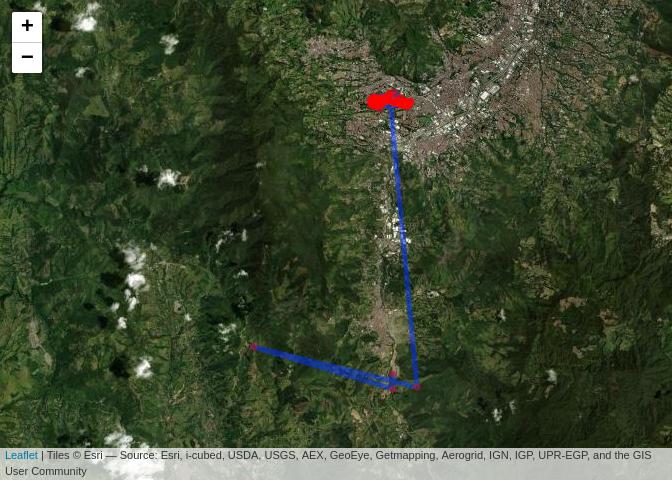 +
−
Leaflet | Tiles © Esri — Source: Esri, i-cubed, USDA, USGS, AEX, GeoEye, Getmapping, Aerogrid, IGN, IGP, UPR-EGP, and the GIS
User Community